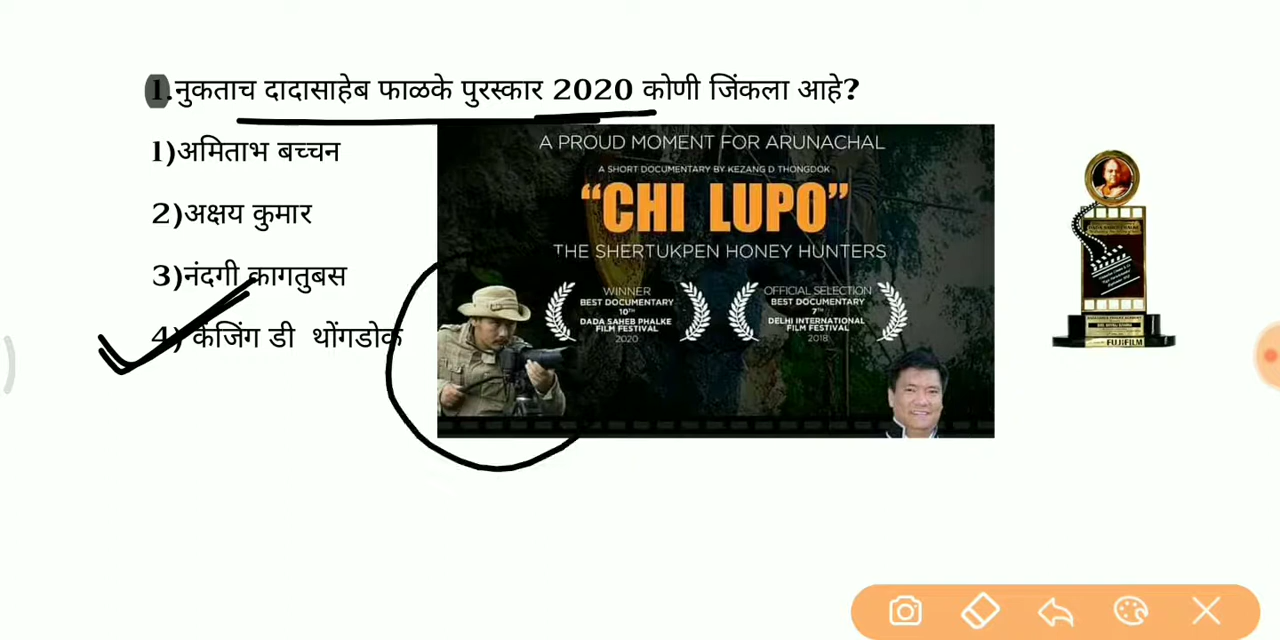 1.नुकताच दादासाहेब फाळके पुरस्कार 2020 कोणी जिंकला आहे?
1)अमिताभ बच्चन
2)अक्षय कुमार
3)नंदगी कागतुबस
4) केजिंग डी थोंगडोक
A PROUD MOMENT FOR ARUNACHAL
A SHORT DOCUMENTARY BY KEZANG D THONGDOK
“CHI LUPO”
THE SHERTUKPEN HONEY HUNTERS
WINNER
BEST DOCUMENTARY
10TH
DADA SAHEB PHALKE
FILM FESTIVAL
2020
OFFICIAL SELECTION
BEST DOCUMENTARY
7TH
DELHI INTERNATIONAL
FILM FESTIVAL
2018
FUJIFILM